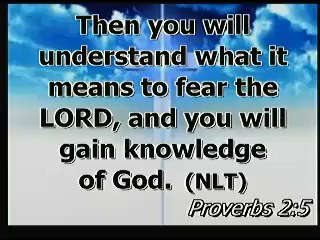 Then you will
understand what it
means to fear the
LORD, and you will
gain knowledge
of God. (NLT)
Proverbs 2:5